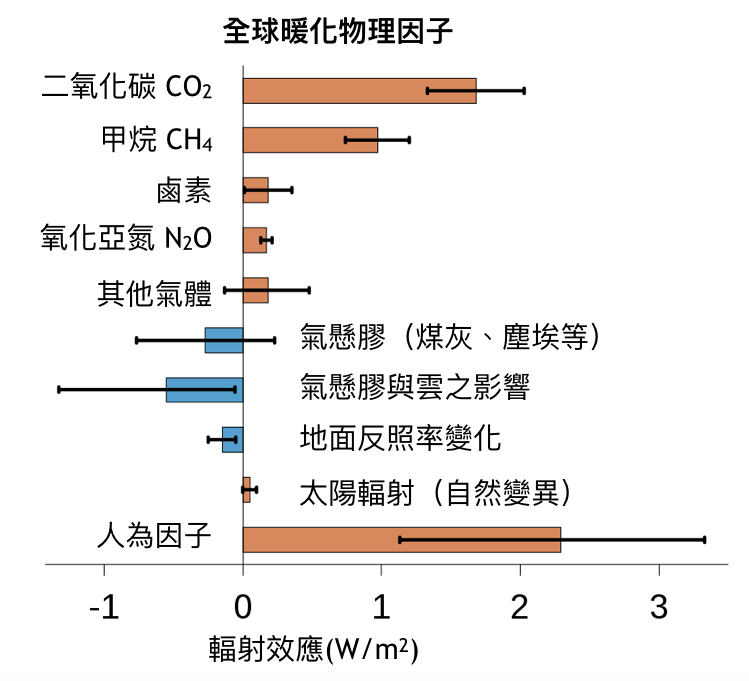 全球暖化物理因子
二氧化碳 CO₂
甲烷 CH₄
鹵素
氧化亞氮 N₂O
其他氣體
氣懸膠（煤灰、塵埃等）
氣懸膠與雲之影響
地面反照率變化
太陽輻射（自然變異）
人為因子
-1 0 1 2 3
輻射效應(W/m²)